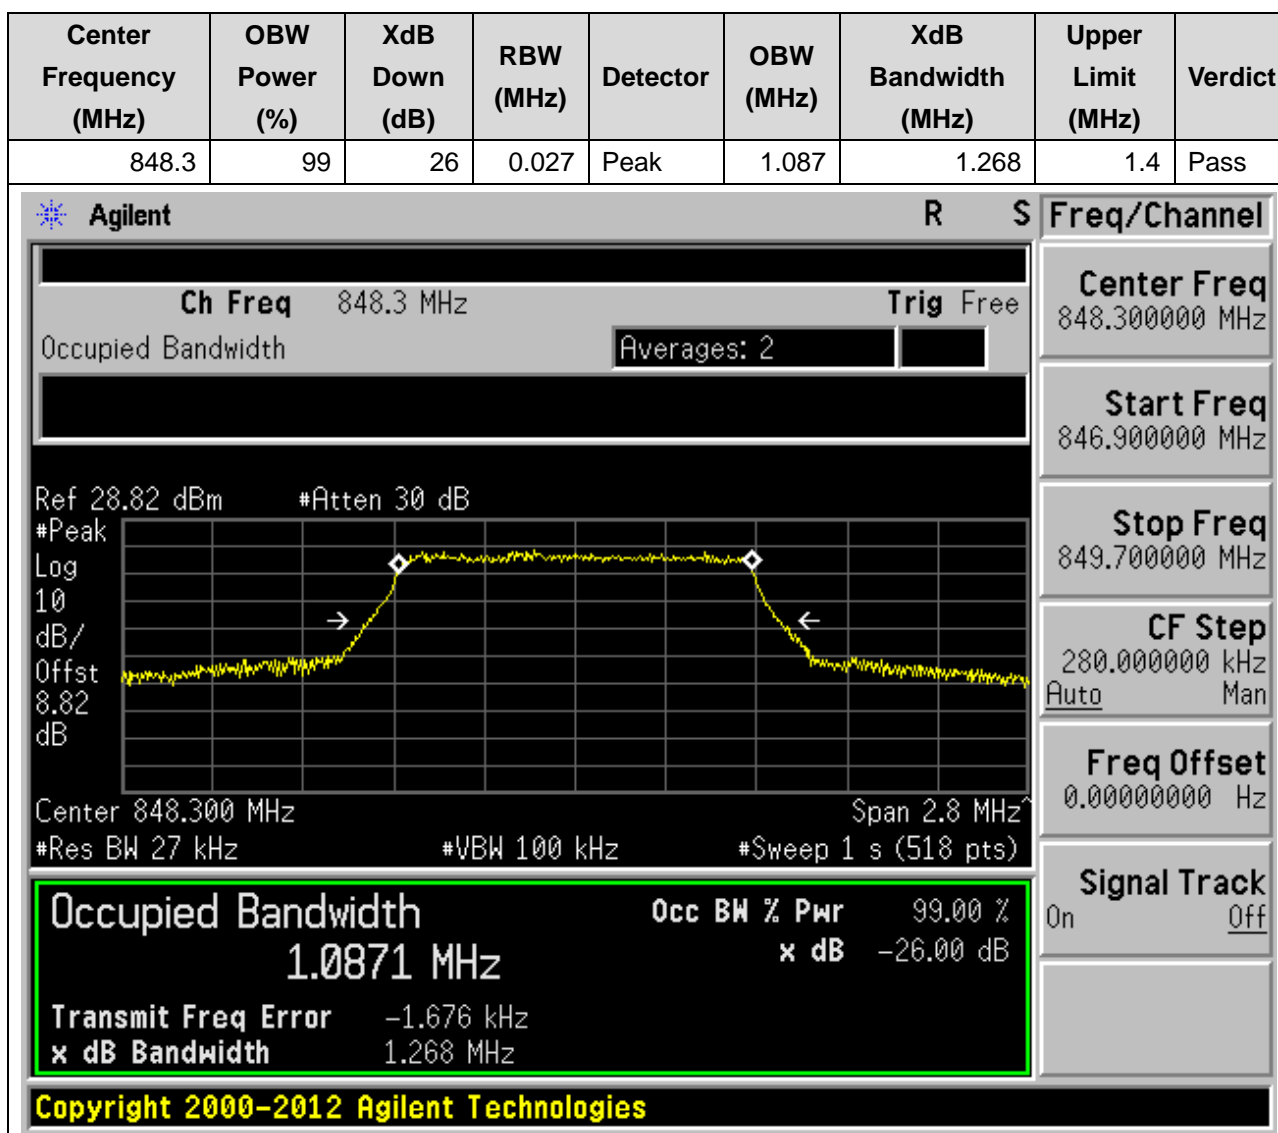 Center Frequency (MHz) OBW Power (%) XdB Down (dB) RBW (MHz) Detector OBW (MHz) XdB Bandwidth (MHz) Upper Limit (MHz) Verdict
848.3 99 26 0.027 Peak 1.087 1.268 1.4 Pass
Agilent R S Freq/Channel
Ch Freq 848.3 MHz Trig Free
Occupied Bandwidth Averages: 2
Center Freq
848.300000 MHz
Start Freq
846.900000 MHz
Stop Freq
849.700000 MHz
CF Step
280.000000 kHz
Auto Man
Freq Offset
0.00000000 Hz
Signal Track
On Off
Ref 28.82 dBm #Atten 30 dB
#Peak
Log
10
dB/
Offst
8.82
dB
Center 848.300 MHz Span 2.8 MHz^
#Res BW 27 kHz #VBW 100 kHz #Sweep 1 s (518 pts)
Occupied Bandwidth Occ BW % Pwr 99.00 %
1.0871 MHz x dB -26.00 dB
Transmit Freq Error -1.676 kHz
x dB Bandwidth 1.268 MHz
Copyright 2000-2012 Agilent Technologies